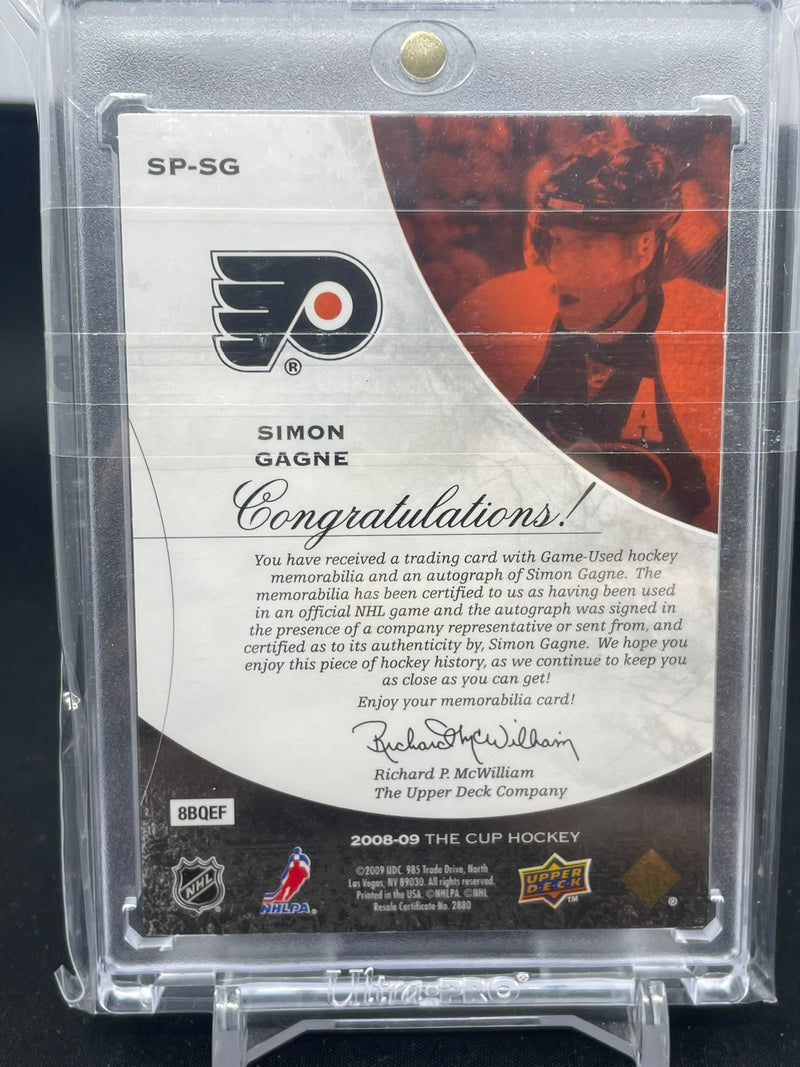 SP-SG
A
®
SIMON
GAGNE
Congratulations!
You have received a trading card with Game-Used hockey
memorabilia and an autograph of Simon Gagne. The
memorabilia has been certified to us as having been used
in an official NHL game and the autograph was signed in
the presence of a company representative or sent from, and
certified as to its authenticity by, Simon Gagne. We hope you
enjoy this piece of hockey history, as we continue to keep you
as close as you can get!
Enjoy your memorabilia card!
Richard P. McWilliam
Richard P. McWilliam
The Upper Deck Company
8BQEF
2008-09 THE CUP HOCKEY
©2009 UDC. 985 Trade Drive, North
Las Vegas, NV 89030. All rights reserved.
Printed in the USA. ©NHLPA. ©NHL
Resale Certificate No. 2880
NHL
NHLPA®
UPPER
D·E·C·K
TM
®
Ultra·PRO®